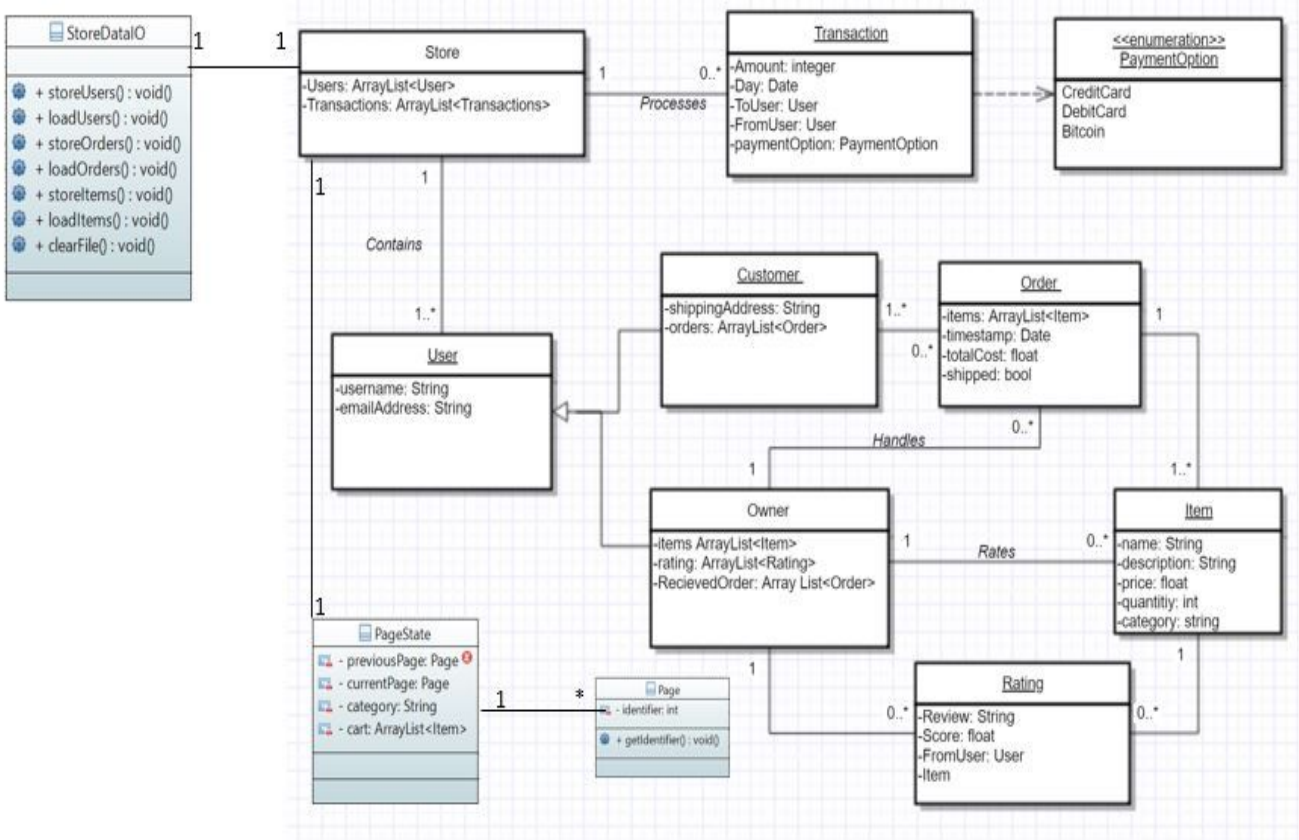 StoreDataIO
+ storeUsers() : void()
+ loadUsers() : void()
+ storeOrders() : void()
+ loadOrders() : void()
+ storeItems() : void()
+ loadItems() : void()
+ clearFile() : void()
1
1
Store
-Users: ArrayList<User>
-Transactions: ArrayList<Transactions>
1
0..*
Processes
Transaction
-Amount: integer
-Day: Date
-ToUser: User
-FromUser: User
-paymentOption: PaymentOption
<<enumeration>>
PaymentOption
CreditCard
DebitCard
Bitcoin
1
1
Contains
1..*
User
-username: String
-emailAddress: String
Customer
-shippingAddress: String
-orders: ArrayList<Order>
1..*
0..*
Order
-items: ArrayList<Item>
-timestamp: Date
-totalCost: float
-shipped: bool
1
0..*
Handles
1
1..*
Owner
-items ArrayList<Item>
-rating: ArrayList<Rating>
-RecievedOrder: Array List<Order>
1
Rates
0..*
Item
-name: String
-description: String
-price: float
-quantitiy: int
-category: string
1
PageState
- previousPage: Page
- currentPage: Page
- category: String
- cart: ArrayList<Item>
1
*
Page
- identifier: int
+ getIdentifier() : void()
1
0..*
Rating
-Review: String
-Score: float
-FromUser: User
-Item
1
0..*